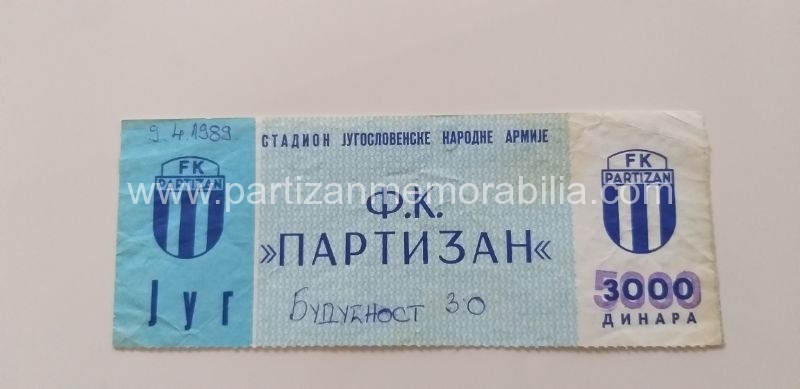 9.4.1989.
СТАДИОН ЈУГОСЛОВЕНСКЕ НАРОДНЕ АРМИЈЕ
FK
PARTIZAN
Ф.К.
»ПАРТИЗАН«
Југ
Будућност 3:0
FK
PARTIZAN
5000
3000
ДИНАРА
www.partizanmemorabilia.com